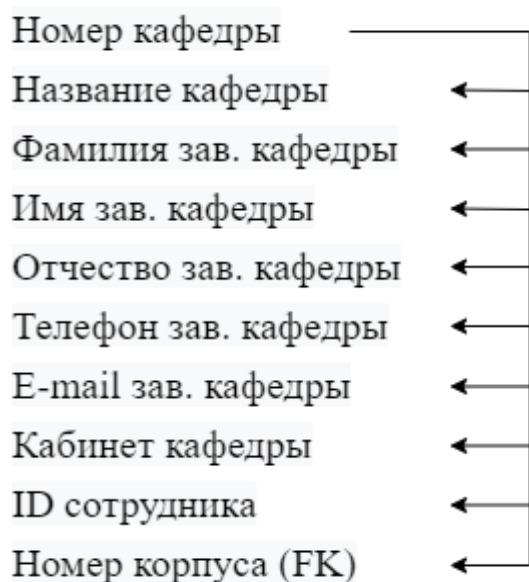 Номер кафедры
Название кафедры
Фамилия зав. кафедры
Имя зав. кафедры
Отчество зав. кафедры
Телефон зав. кафедры
E-mail зав. кафедры
Кабинет кафедры
ID сотрудника
Номер корпуса (FK)